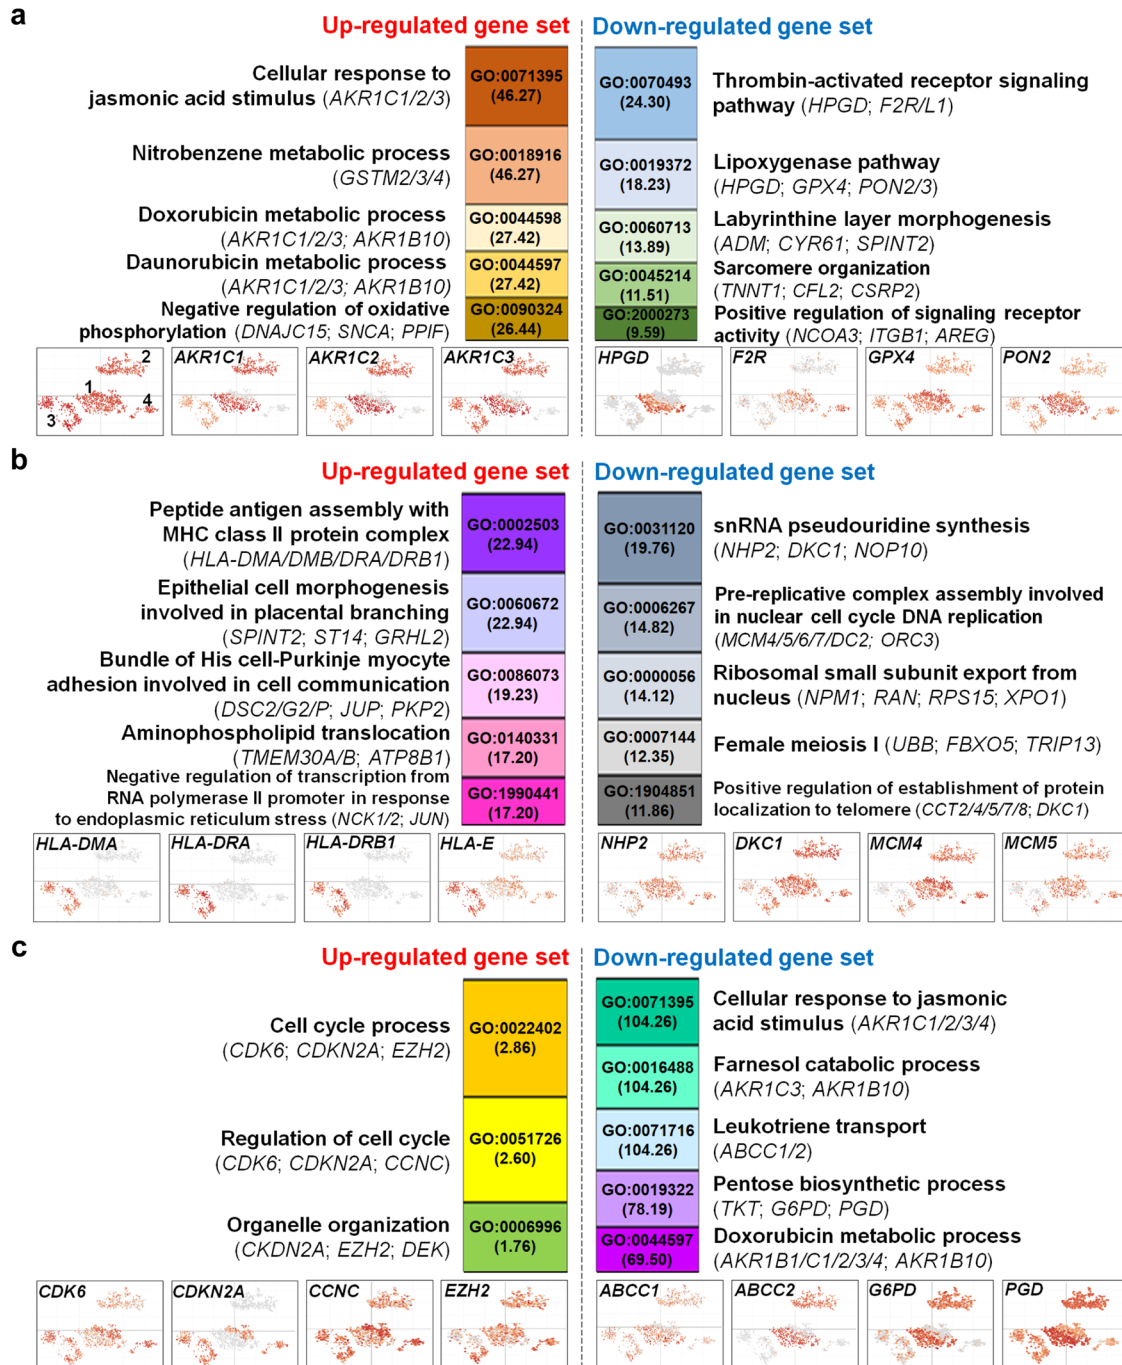 a
Up-regulated gene set
Down-regulated gene set
Cellular response to
jasmonic acid stimulus (AKR1C1/2/3)
GO:0071395
(46.27)
Nitrobenzene metabolic process
(GSTM2/3/4)
GO:0018916
(46.27)
Doxorubicin metabolic process
(AKR1C1/2/3; AKR1B10)
GO:0044598
(27.42)
Daunorubicin metabolic process
(AKR1C1/2/3; AKR1B10)
GO:0044597
(27.42)
Negative regulation of oxidative
phosphorylation (DNAJC15; SNCA; PPIF)
GO:0090324
(26.44)
GO:0070493
(24.30)
Thrombin-activated receptor signaling
pathway (HPGD; F2R/L1)
GO:0019372
(18.23)
Lipoxygenase pathway
(HPGD; GPX4; PON2/3)
GO:0060713
(13.89)
Labyrinthine layer morphogenesis
(ADM; CYR61; SPINT2)
GO:0045214
(11.51)
Sarcomere organization
(TNNT1; CFL2; CSRP2)
GO:2000273
(9.59)
Positive regulation of signaling receptor
activity (NCOA3; ITGB1; AREG)
1
2
3
4
AKR1C1
AKR1C2
AKR1C3
HPGD
F2R
GPX4
PON2
b
Up-regulated gene set
Down-regulated gene set
Peptide antigen assembly with
MHC class II protein complex
(HLA-DMA/DMB/DRA/DRB1)
GO:0002503
(22.94)
Epithelial cell morphogenesis
involved in placental branching
(SPINT2; ST14; GRHL2)
GO:0060672
(22.94)
Bundle of His cell-Purkinje myocyte
adhesion involved in cell communication
(DSC2/G2/P; JUP; PKP2)
GO:0086073
(19.23)
Aminophospholipid translocation
(TMEM30A/B; ATP8B1)
GO:0140331
(17.20)
Negative regulation of transcription from
RNA polymerase II promoter in response
to endoplasmic reticulum stress (NCK1/2; JUN)
GO:1990441
(17.20)
GO:0031120
(19.76)
snRNA pseudouridine synthesis
(NHP2; DKC1; NOP10)
GO:0006267
(14.82)
Pre-replicative complex assembly involved
in nuclear cell cycle DNA replication
(MCM4/5/6/7/DC2; ORC3)
GO:0000056
(14.12)
Ribosomal small subunit export from
nucleus (NPM1; RAN; RPS15; XPO1)
GO:0007144
(12.35)
Female meiosis I (UBB; FBXO5; TRIP13)
GO:1904851
(11.86)
Positive regulation of establishment of protein
localization to telomere (CCT2/4/5/7/8; DKC1)
HLA-DMA
HLA-DRA
HLA-DRB1
HLA-E
NHP2
DKC1
MCM4
MCM5
c
Up-regulated gene set
Down-regulated gene set
Cell cycle process
(CDK6; CDKN2A; EZH2)
GO:0022402
(2.86)
Regulation of cell cycle
(CDK6; CDKN2A; CCNC)
GO:0051726
(2.60)
Organelle organization
(CKDN2A; EZH2; DEK)
GO:0006996
(1.76)
GO:0071395
(104.26)
Cellular response to jasmonic
acid stimulus (AKR1C1/2/3/4)
GO:0016488
(104.26)
Farnesol catabolic process
(AKR1C3; AKR1B10)
GO:0071716
(104.26)
Leukotriene transport
(ABCC1/2)
GO:0019322
(78.19)
Pentose biosynthetic process
(TKT; G6PD; PGD)
GO:0044597
(69.50)
Doxorubicin metabolic process
(AKR1B1/C1/2/3/4; AKR1B10)
CDK6
CDKN2A
CCNC
EZH2
ABCC1
ABCC2
G6PD
PGD